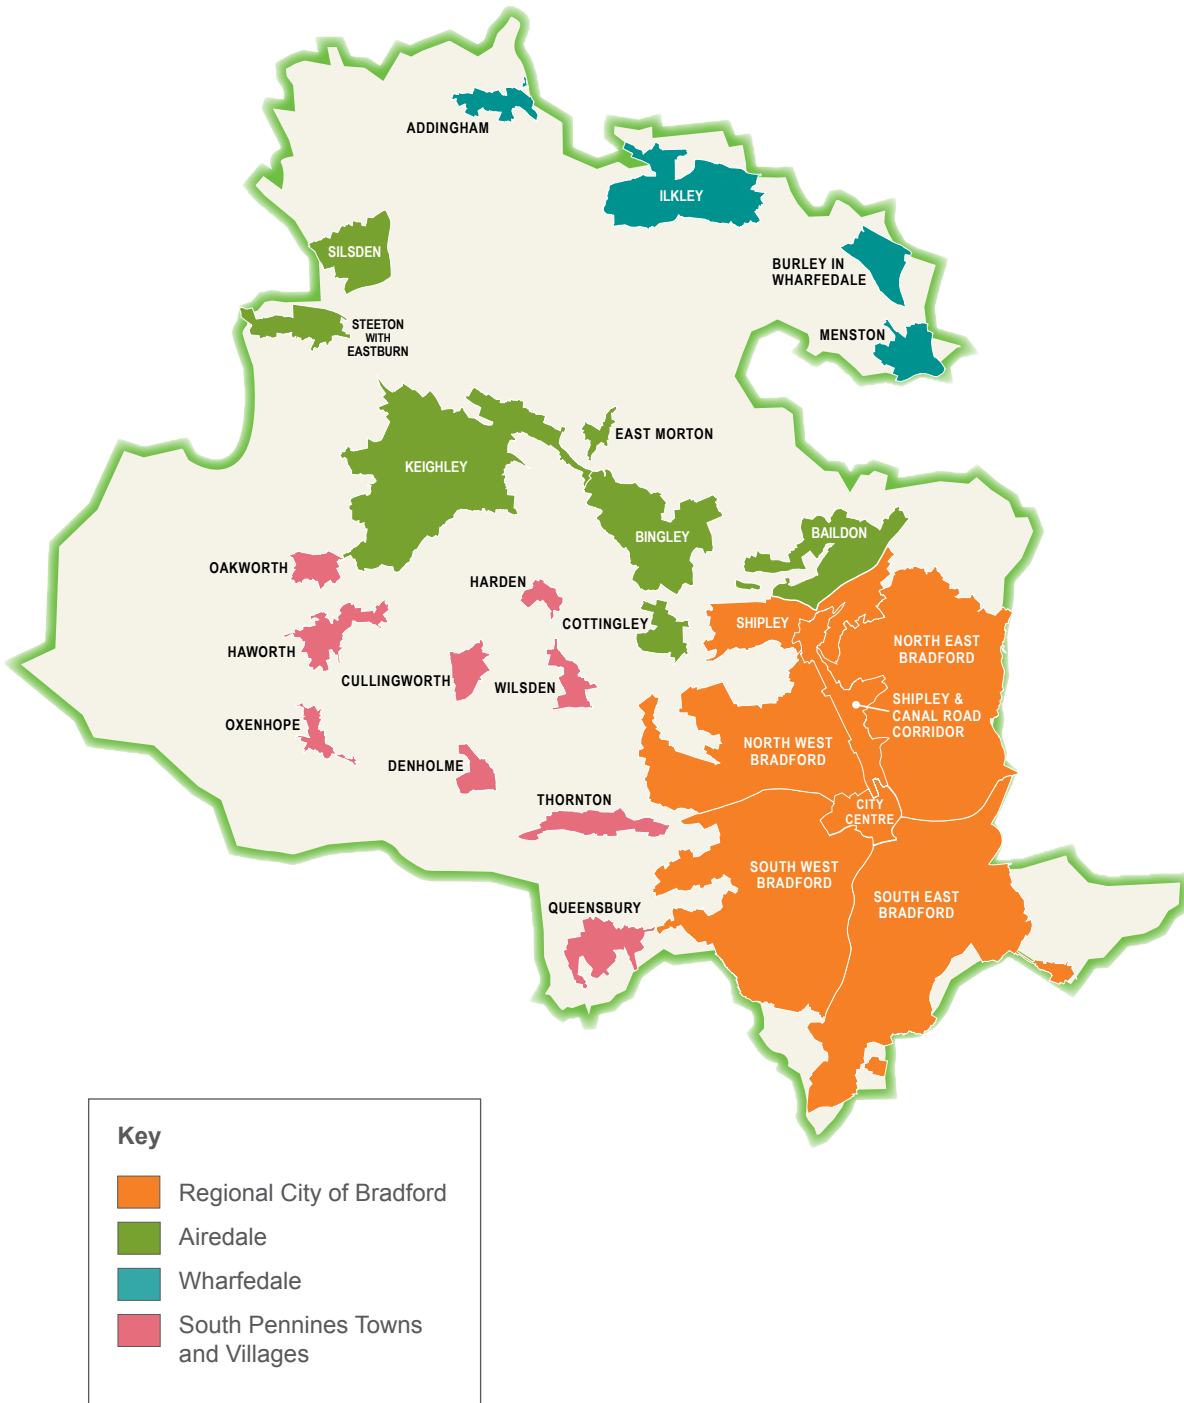 ADDINGHAM
ILKLEY
SILSDEN
BURLEY IN
WHARFEDALE
STEETON
WITH
EASTBURN
MENSTON
EAST MORTON
KEIGHLEY
BINGLEY
BAILDON
OAKWORTH
HARDEN
COTTINGLEY
SHIPLEY
HAWORTH
NORTH EAST
BRADFORD
CULLINGWORTH
WILSDEN
SHIPLEY &
CANAL ROAD
CORRIDOR
OXENHOPE
NORTH WEST
BRADFORD
DENHOLME
THORNTON
CITY
CENTRE
SOUTH WEST
BRADFORD
SOUTH EAST
BRADFORD
QUEENSBURY
Key
Regional City of Bradford
Airedale
Wharfedale
South Pennines Towns
and Villages